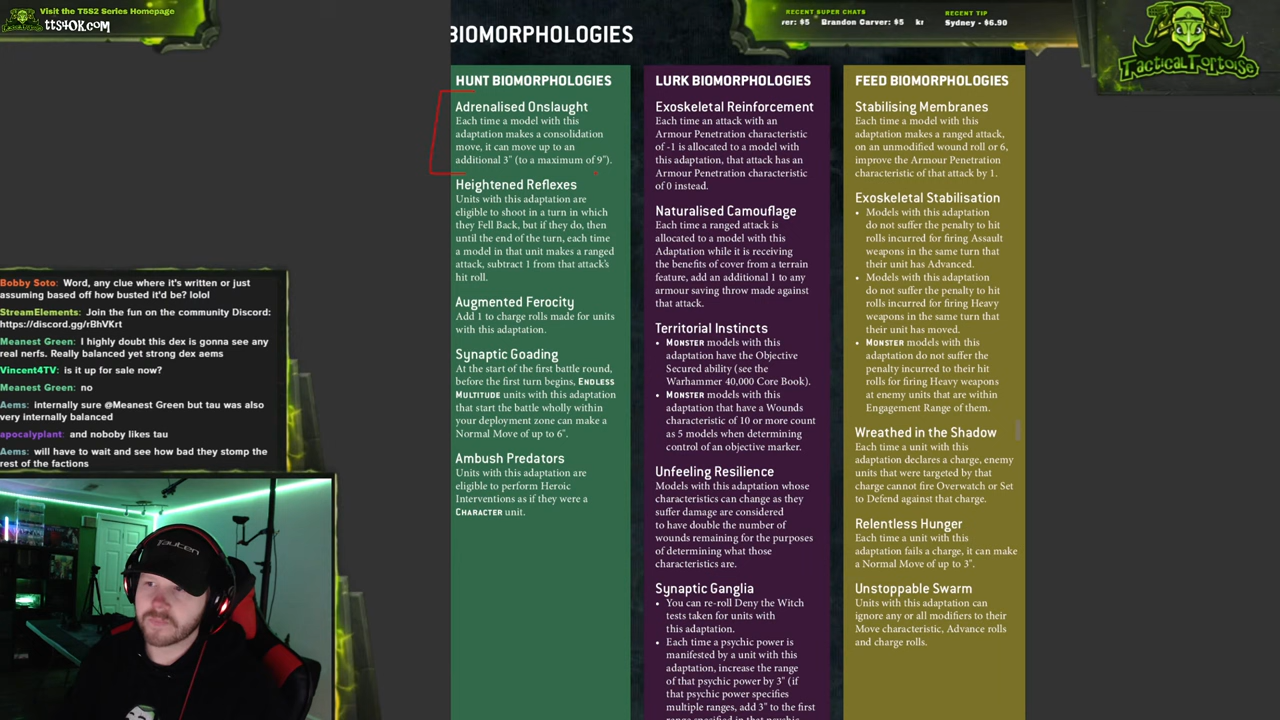 Visit the TSS2 Series Homepage
tts40K.com
RECENT SUPER CHATS
rer: $5 Brandon Carver: $5
RECENT TIP
Sydney - $6.90
TacticalTortoise
BIOMORPHOLOGIES
HUNT BIOMORPHOLOGIES
Adrenalised Onslaught
Each time a model with this
adaptation makes a consolidation
move, it can move up to an
additional 3" (to a maximum of 9").
Heightened Reflexes
Units with this adaptation are
eligible to shoot in a turn in which
they Fell Back, but if they do, then
until the end of the turn, each time
a model in that unit makes a ranged
attack, subtract 1 from that attack's
hit roll.
Augmented Ferocity
Add 1 to charge rolls made for units
with this adaptation.
Synaptic Goading
At the start of the first battle round,
before the first turn begins, ENDLESS
MULTITUDE units with this adaptation
that start the battle wholly within
your deployment zone can make a
Normal Move of up to 6".
Ambush Predators
Units with this adaptation are
eligible to perform Heroic
Interventions as if they were a
CHARACTER unit.
LURK BIOMORPHOLOGIES
Exoskeletal Reinforcement
Each time an attack with an
Armour Penetration characteristic
of -1 is allocated to a model with
this adaptation, that attack has an
Armour Penetration characteristic
of 0 instead.
Naturalised Camouflage
Each time a ranged attack is
allocated to a model with this
Adaptation while it is receiving
the benefits of cover from a terrain
feature, add an additional 1 to any
armour saving throw made against
that attack.
Territorial Instincts
• MONSTER models with this
adaptation have the Objective
Secured ability (see the
Warhammer 40,000 Core Book).
• MONSTER models with this
adaptation that have a Wounds
characteristic of 10 or more count
as 5 models when determining
control of an objective marker.
Unfeeling Resilience
Models with this adaptation whose
characteristics can change as they
suffer damage are considered
to have double the number of
wounds remaining for the purposes
of determining what those
characteristics are.
Synaptic Ganglia
• You can re-roll Deny the Witch
tests taken for units with
this adaptation.
• Each time a psychic power is
manifested by a unit with this
adaptation, increase the range
of that psychic power by 3" (if
that psychic power specifies
multiple ranges, add 3" to the first
range specified in that psychic
FEED BIOMORPHOLOGIES
Stabilising Membranes
Each time a model with this
adaptation makes a ranged attack,
on an unmodified wound roll or 6,
improve the Armour Penetration
characteristic of that attack by 1.
Exoskeletal Stabilisation
• Models with this adaptation
do not suffer the penalty to hit
rolls incurred for firing Assault
weapons in the same turn that
their unit has Advanced.
• Models with this adaptation
do not suffer the penalty to hit
rolls incurred for firing Heavy
weapons in the same turn that
their unit has moved.
• MONSTER models with this
adaptation do not suffer the
penalty incurred to their hit
rolls for firing Heavy weapons
at enemy units that are within
Engagement Range of them.
Wreathed in the Shadow
Each time a unit with this
adaptation declares a charge, enemy
units that were targeted by that
charge cannot fire Overwatch or Set
to Defend against that charge.
Relentless Hunger
Each time a unit with this
adaptation fails a charge, it can make
a Normal Move of up to 3".
Unstoppable Swarm
Units with this adaptation can
ignore any or all modifiers to their
Move characteristic, Advance rolls
and charge rolls.
Bobby Soto: Word, any clue where it's written or just
assuming based off how busted it'd be? lolol
StreamElements: Join the fun on the community Discord:
https://discord.gg/rBhVKrt
Meanest Green: I highly doubt this dex is gonna see any
real nerfs. Really balanced yet strong dex aems
Vincent4TV: is it up for sale now?
Meanest Green: no
Aems: internally sure @Meanest Green but tau was also
very internally balanced
apocalyplant: and noboby likes tau
Aems: will have to wait and see how bad they stomp the
rest of the factions
Tauten